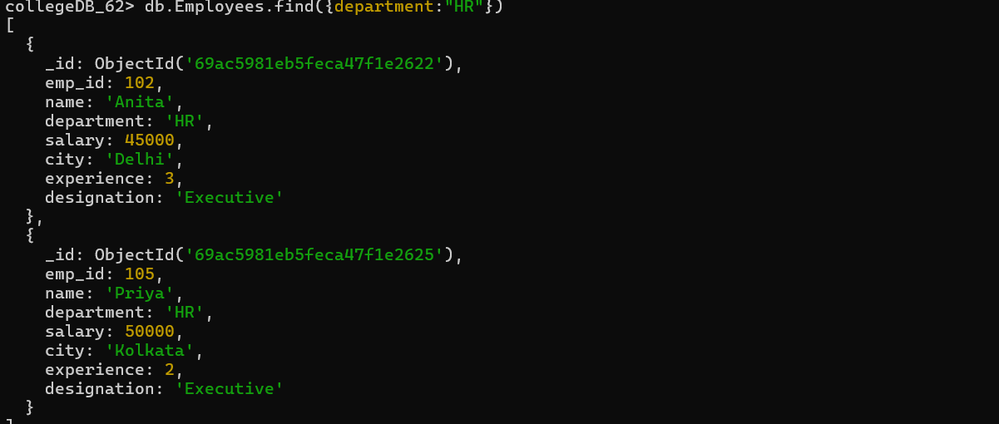 collegeDB_62> db.Employees.find({department:"HR"})
[
  {
    _id: ObjectId('69ac5981eb5feca47f1e2622'),
    emp_id: 102,
    name: 'Anita',
    department: 'HR',
    salary: 45000,
    city: 'Delhi',
    experience: 3,
    designation: 'Executive'
  },
  {
    _id: ObjectId('69ac5981eb5feca47f1e2625'),
    emp_id: 105,
    name: 'Priya',
    department: 'HR',
    salary: 50000,
    city: 'Kolkata',
    experience: 2,
    designation: 'Executive'
  }
]